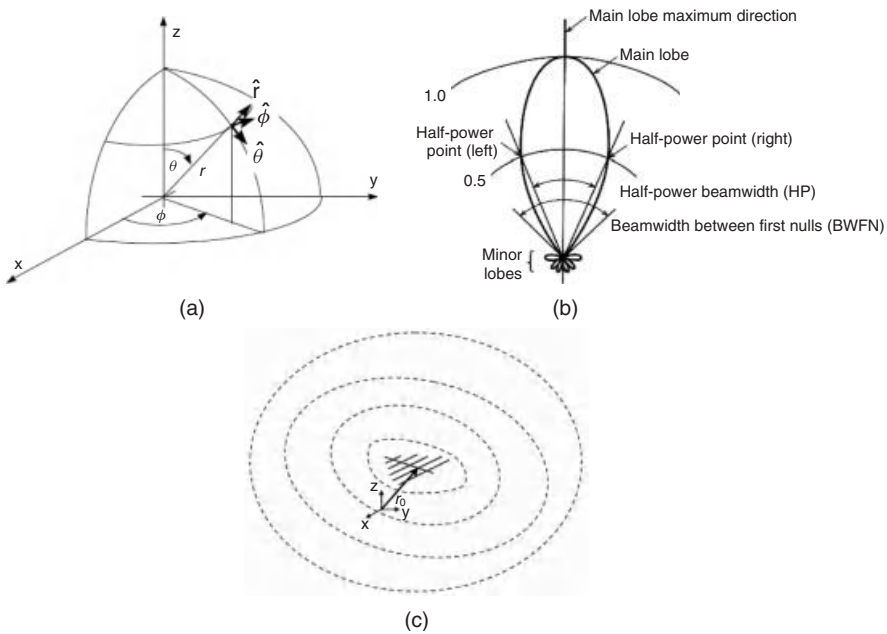 z
r̂
ϕ̂
θ̂
θ
r
y
ϕ
x
(a)
Main lobe maximum direction
Main lobe
1.0
Half-power
point (left)
Half-power point (right)
0.5
Half-power beamwidth (HP)
Beamwidth between first nulls (BWFN)
Minor
lobes
(b)
z
r₀
x
y
(c)